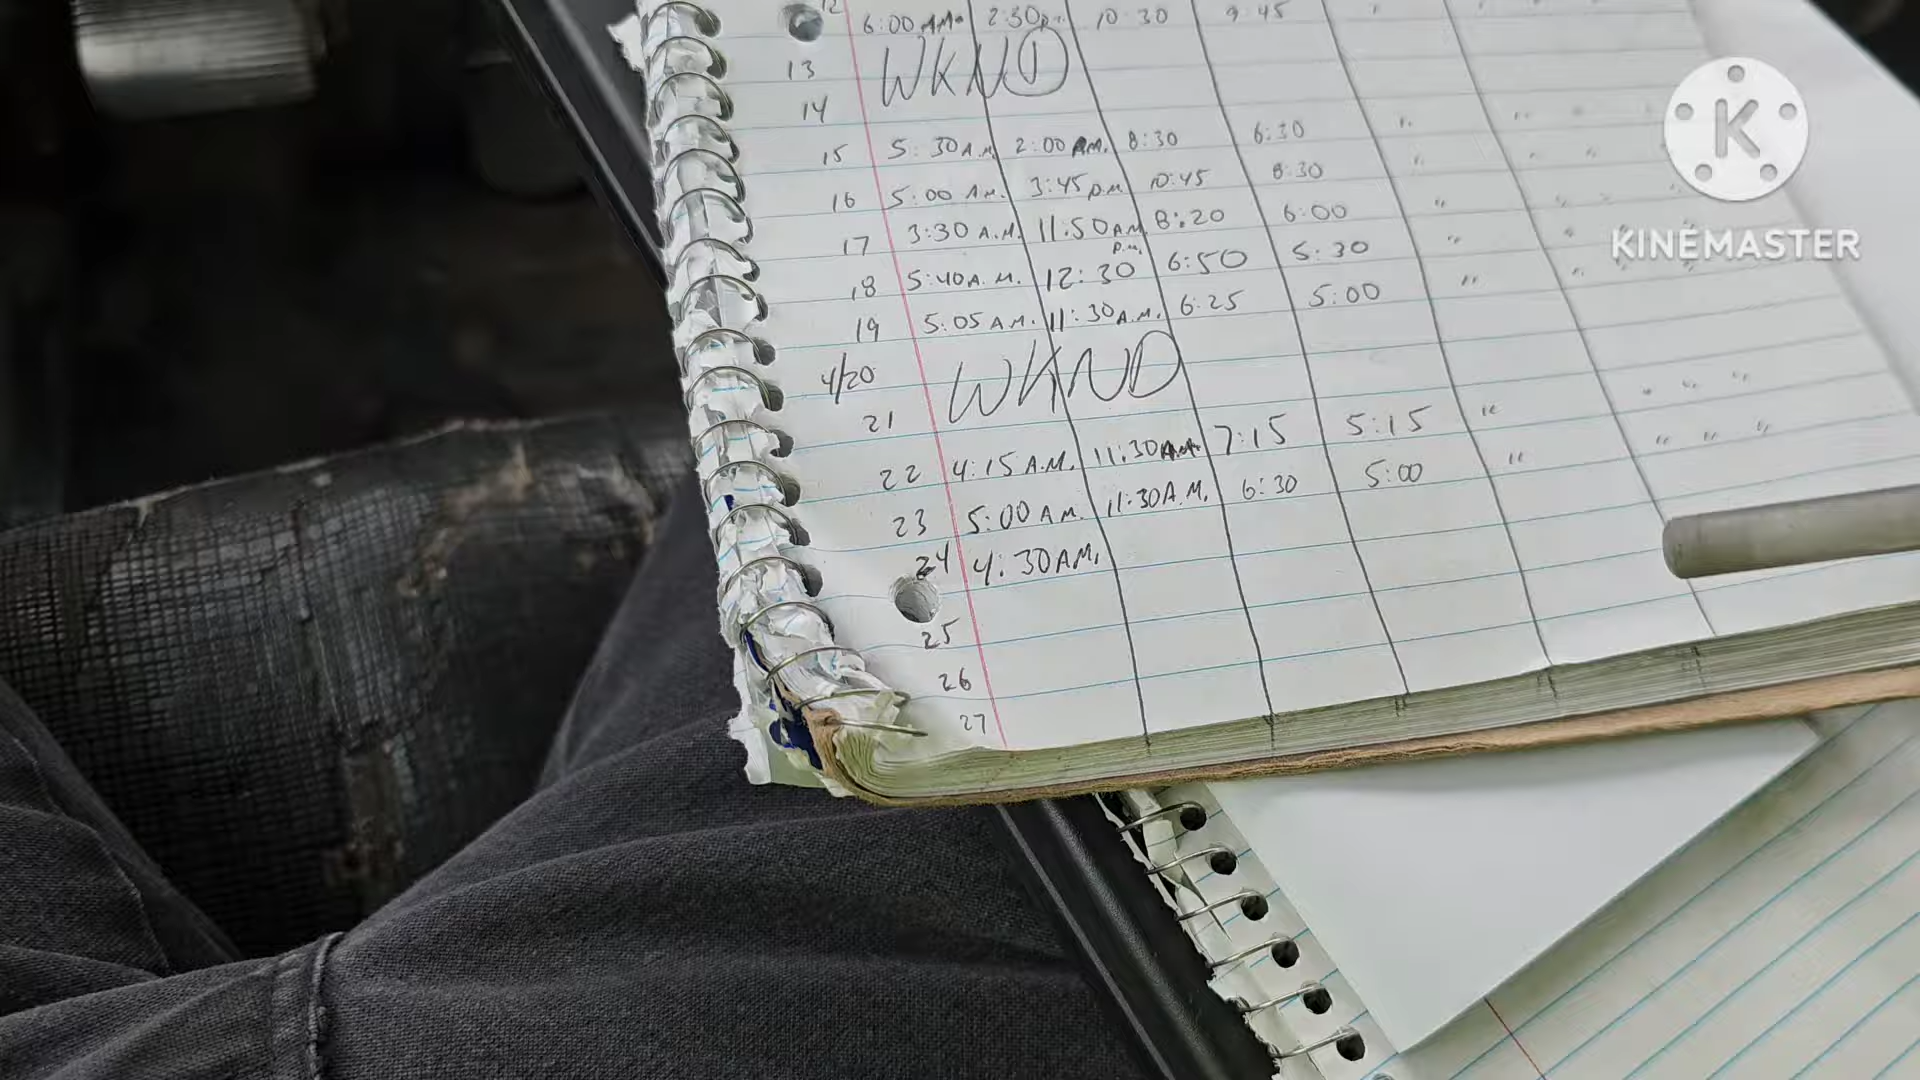 12 6:00 AM. 2:30 P. 10:30 9:45 "
13 WKND
14
15 5:30 A.M. 2:00 AM. 8:30 6:30 " " " "
16 5:00 AM. 3:45 P.M. 10:45 8:30 " " " "
17 3:30 A.M. 11:50 AM. 8:20 6:00 " " " "
18 5:40 A.M. 12:30 P.M. 6:50 5:30 " " " "
19 5:05 A.M. 11:30 A.M. 6:25 5:00 " " " "
4/20 WKND
21
22 4:15 A.M. 11:30 A.M. 7:15 5:15 " " " "
23 5:00 AM. 11:30 A.M. 6:30 5:00 " " " "
24 4:30 AM.
25
26
27
K
KINEMASTER